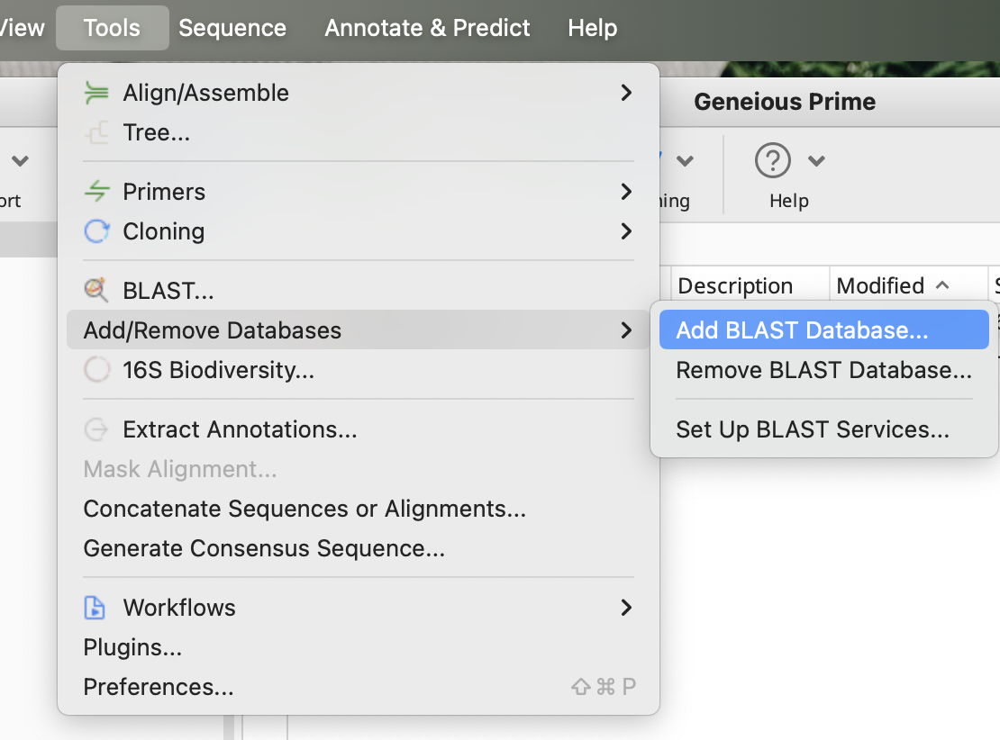 View Tools Sequence Annotate & Predict Help
Geneious Prime
Align/Assemble
Tree...
Primers
Cloning
BLAST...
Add/Remove Databases
16S Biodiversity...
Extract Annotations...
Mask Alignment...
Concatenate Sequences or Alignments...
Generate Consensus Sequence...
Workflows
Plugins...
Preferences... ⇧⌘P
Help
Description Modified
Add BLAST Database...
Remove BLAST Database...
Set Up BLAST Services...